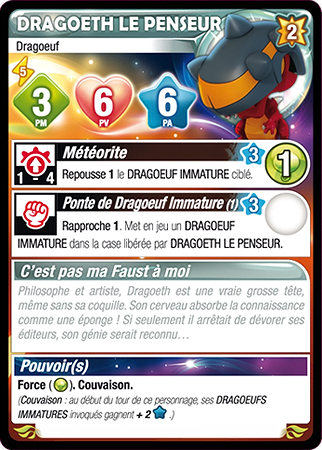 DRAGOETH LE PENSEUR
2
Dragoeuf
5
3
PM
6
PV
6
PA
Météorite
3
1
1 - 4
Repousse 1 le DRAGOEUF IMMATURE ciblé.
Ponte de Dragoeuf Immature (1)
3
Rapproche 1. Met en jeu un DRAGOEUF
IMMATURE dans la case libérée par DRAGOETH LE PENSEUR.
C'est pas ma Faust à moi
Philosophe et artiste, Dragoeth est une vraie grosse tête,
même sans sa coquille. Son cerveau absorbe la connaissance
comme une éponge ! Si seulement il arrêtait de dévorer ses
éditeurs, son génie serait reconnu…
Pouvoir(s)
Force ( ). Couvaison.
(Couvaison : au début du tour de ce personnage, ses DRAGOEUFS
IMMATURES invoqués gagnent + 2 .)